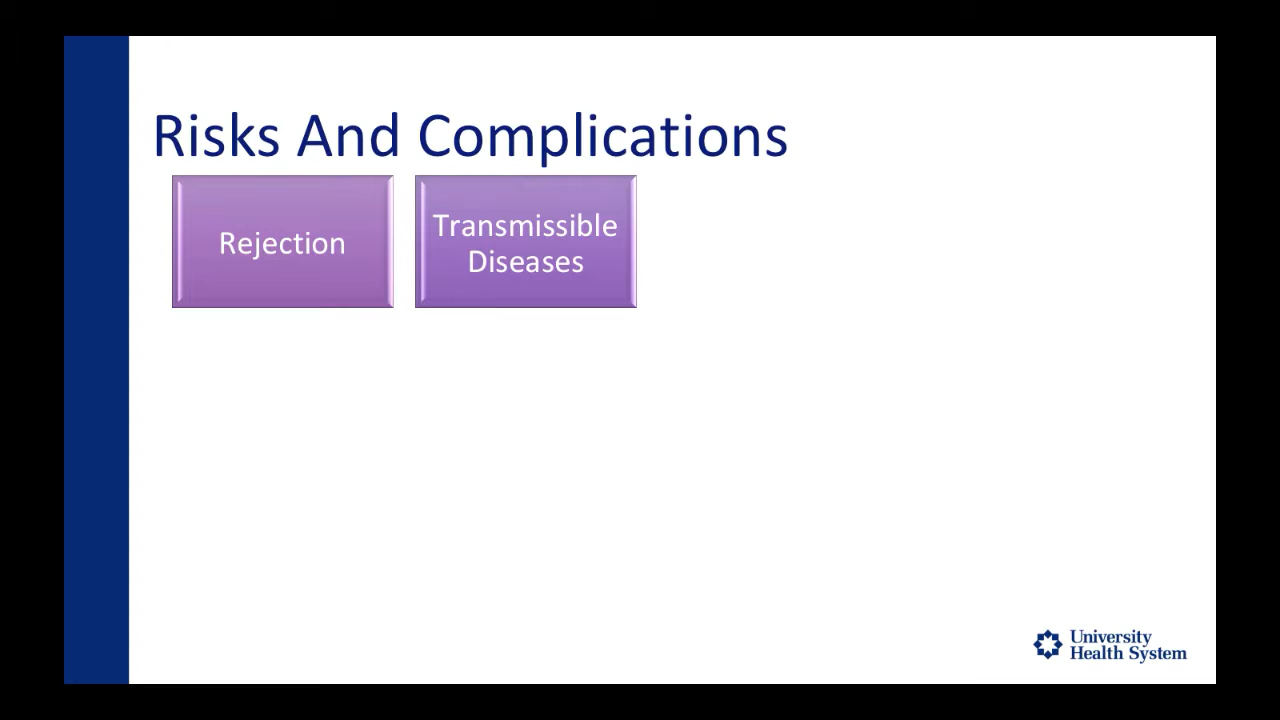 Risks And Complications
Rejection
Transmissible
Diseases
University
Health System